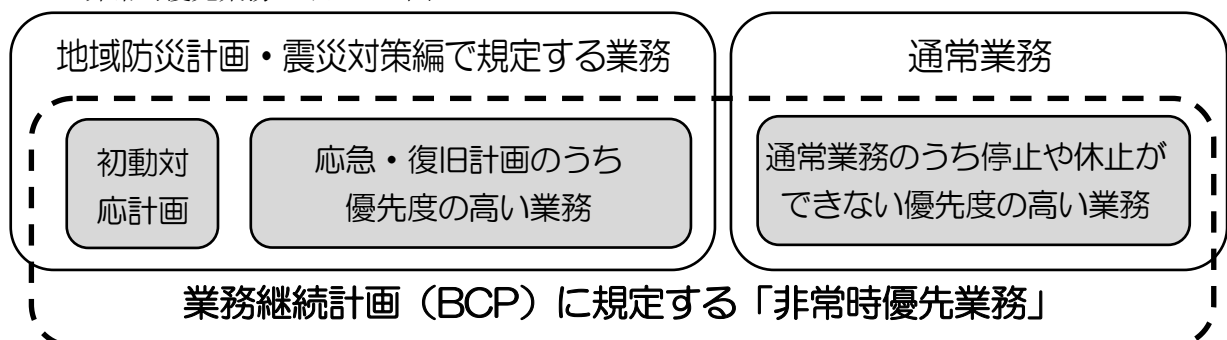 地域防災計画・震災対策編で規定する業務
通常業務
初動対
応計画
応急・復旧計画のうち
優先度の高い業務
通常業務のうち停止や休止が
できない優先度の高い業務
業務継続計画（BCP）に規定する「非常時優先業務」